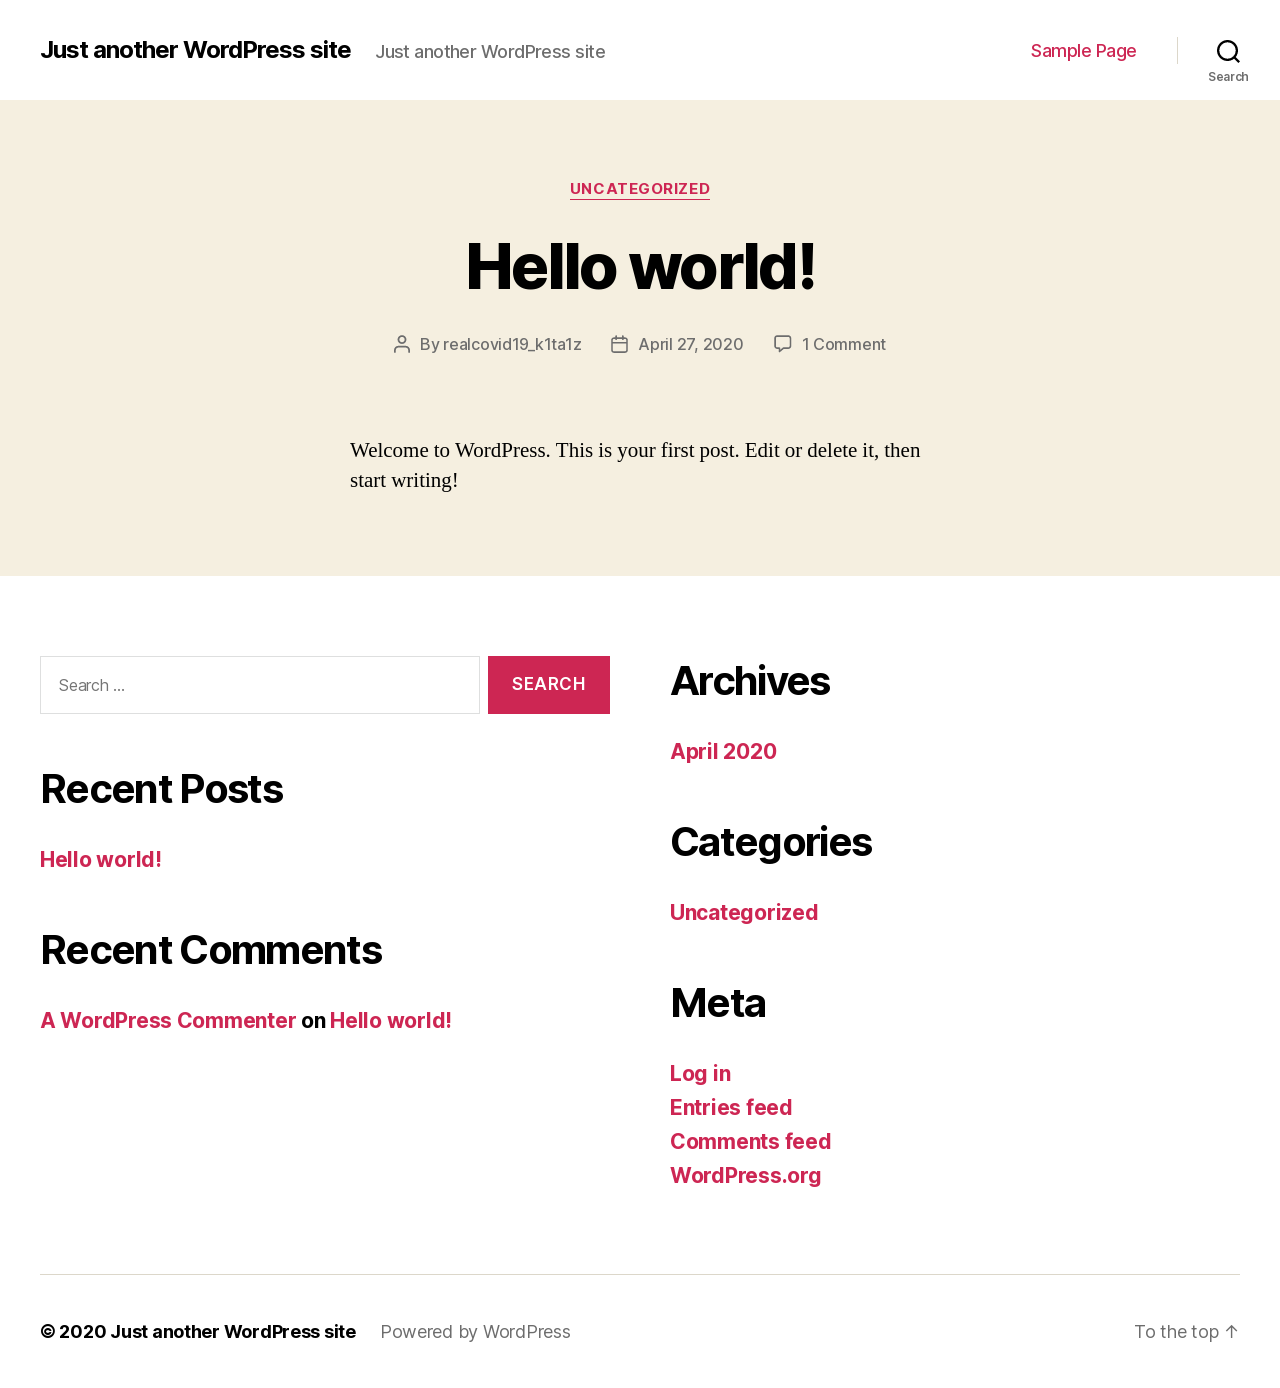 Just another WordPress site
Just another WordPress site
Sample Page
Search
UNCATEGORIZED
Hello world!
By realcovid19_k1ta1z
April 27, 2020
1 Comment
Welcome to WordPress. This is your first post. Edit or delete it, then
start writing!
Search …
SEARCH
Recent Posts
Hello world!
Recent Comments
A WordPress Commenter on Hello world!
Archives
April 2020
Categories
Uncategorized
Meta
Log in
Entries feed
Comments feed
WordPress.org
© 2020 Just another WordPress site
Powered by WordPress
To the top ↑